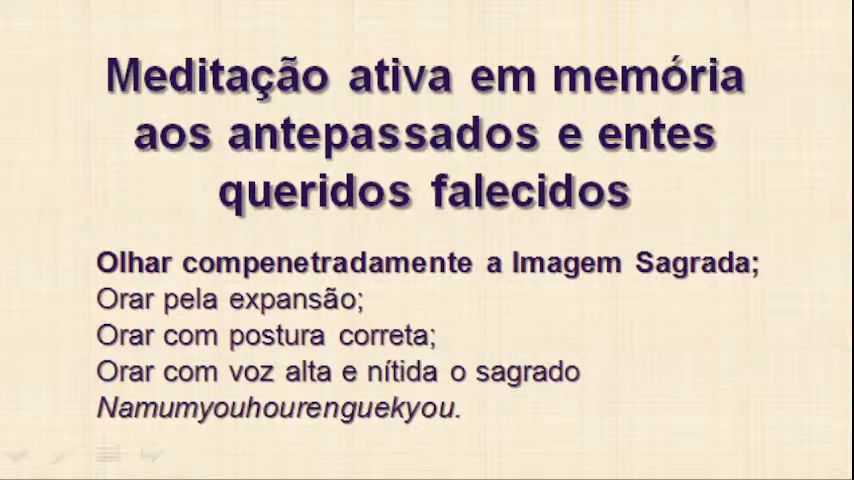 Meditação ativa em memória
aos antepassados e entes
queridos falecidos
Olhar compenetradamente a Imagem Sagrada;
Orar pela expansão;
Orar com postura correta;
Orar com voz alta e nítida o sagrado
Namumyouhourenguekyou.